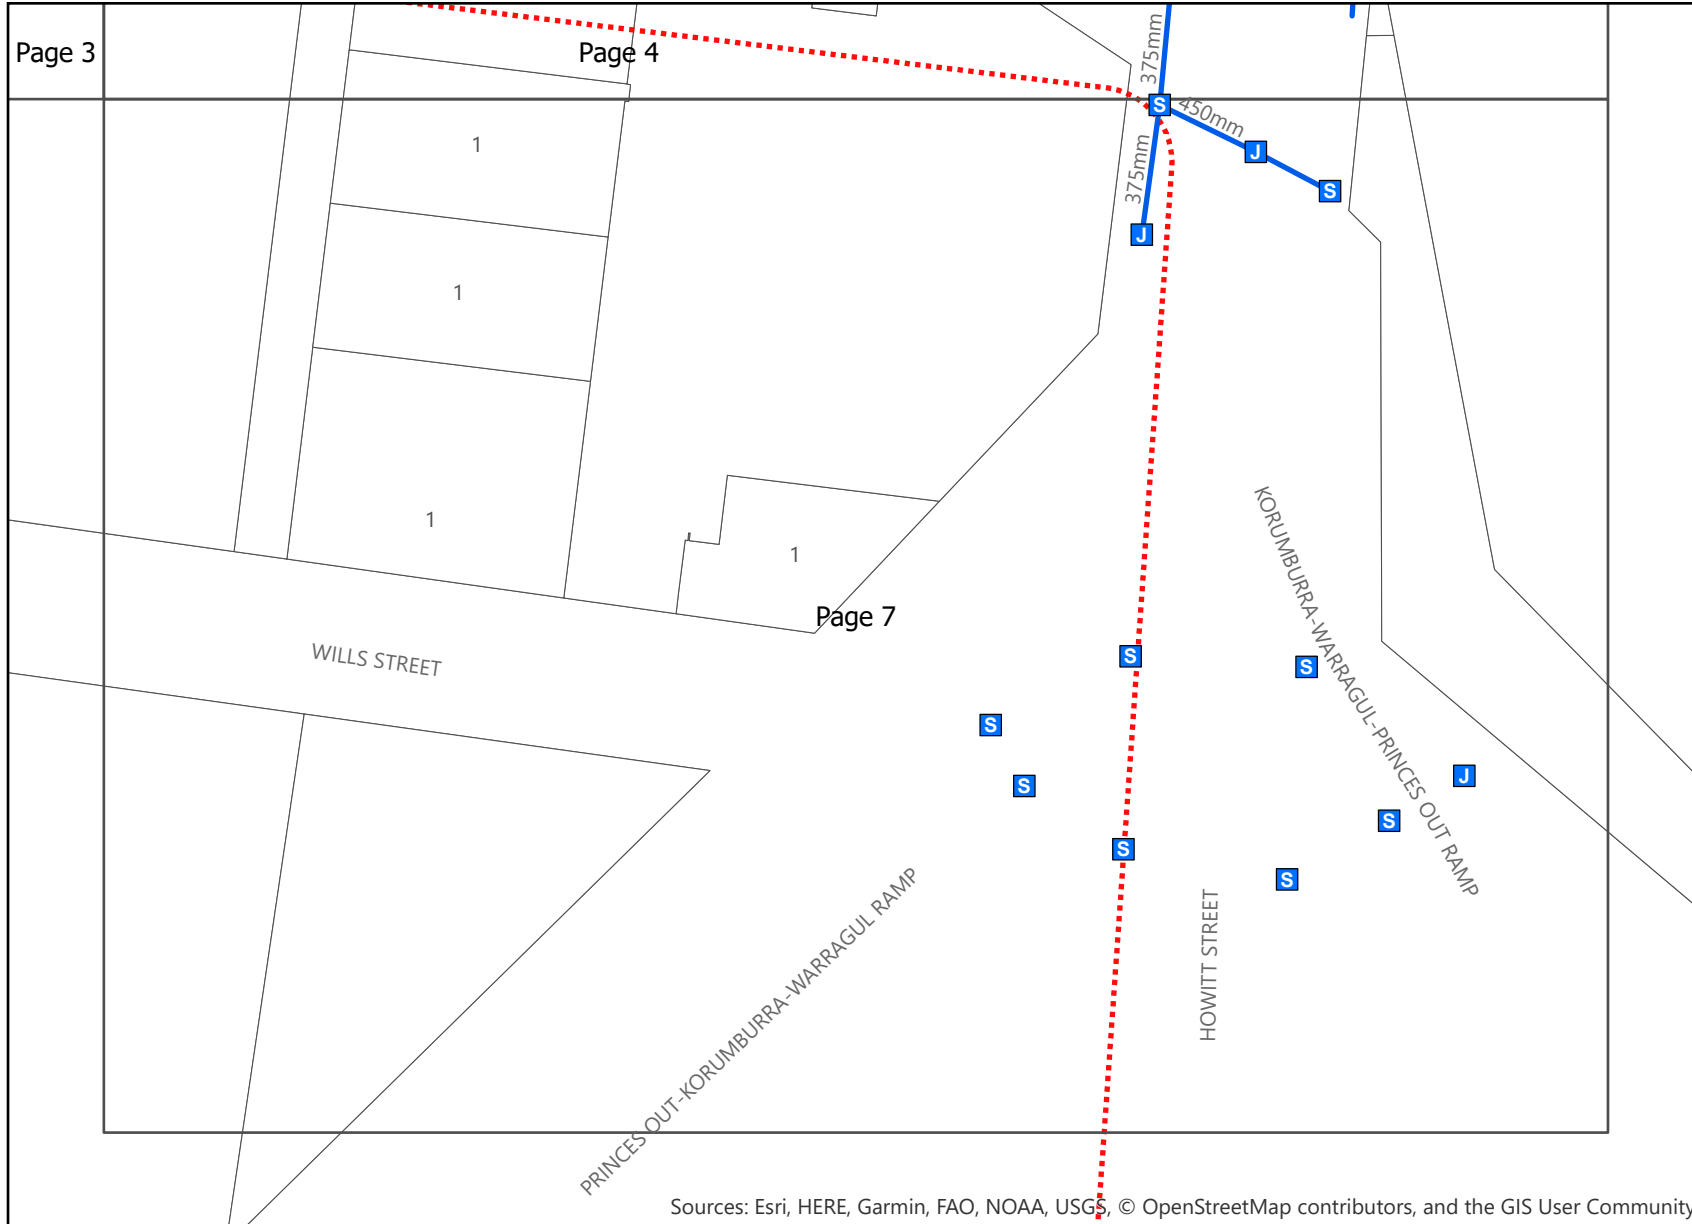 Page 3
Page 4
375mm
S
450mm
375mm
J
S
J
1
1
1
1
Page 7
WILLS STREET
KORUMBURRA-WARRAGUL-PRINCES OUT RAMP
S
S
S
S
J
S
S
S
HOWITT STREET
PRINCES OUT-KORUMBURRA-WARRAGUL RAMP
Sources: Esri, HERE, Garmin, FAO, NOAA, USGS, © OpenStreetMap contributors, and the GIS User Community